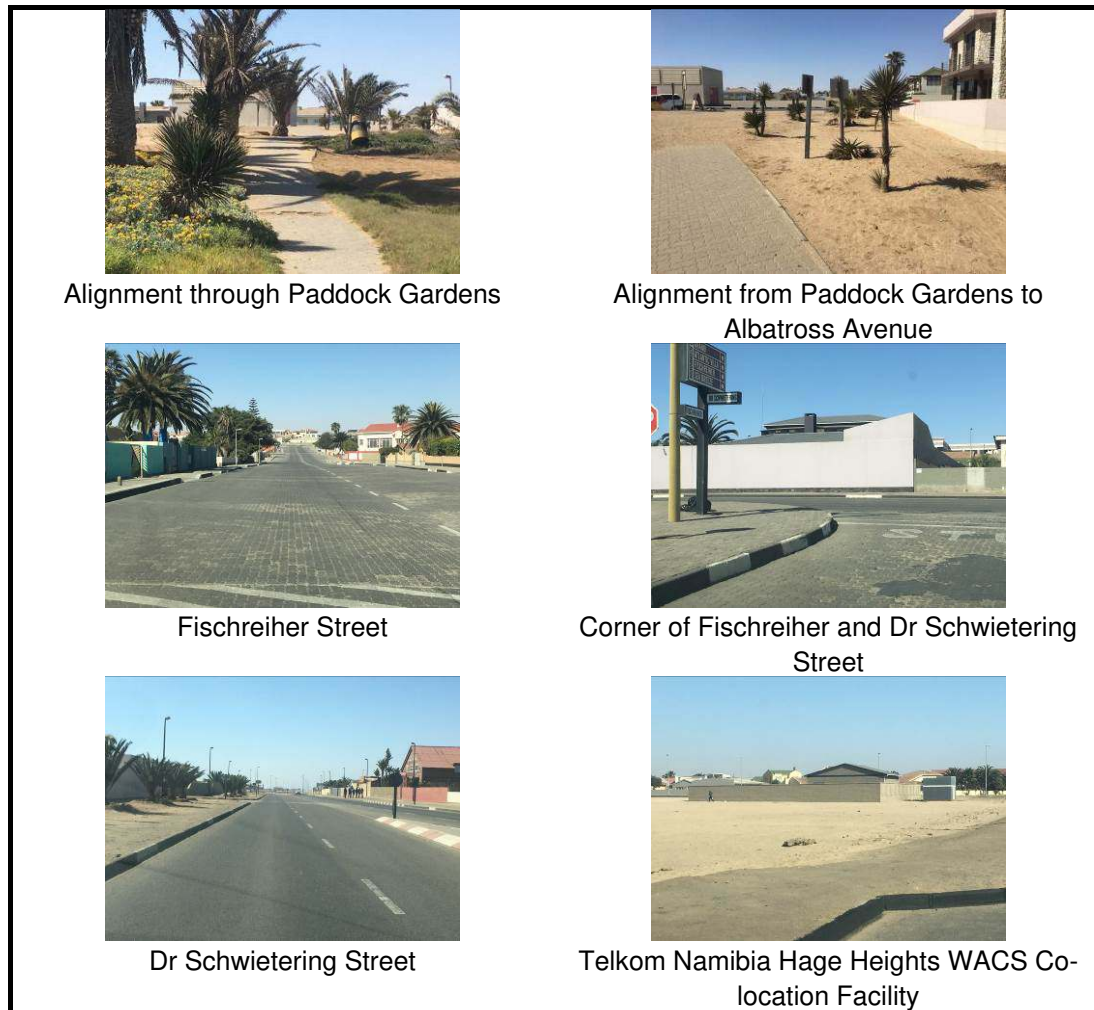 Alignment through Paddock Gardens
Alignment from Paddock Gardens to
Albatross Avenue
Fischreiher Street
Corner of Fischreiher and Dr Schwietering
Street
Dr Schwietering Street
Telkom Namibia Hage Heights WACS Co-
location Facility